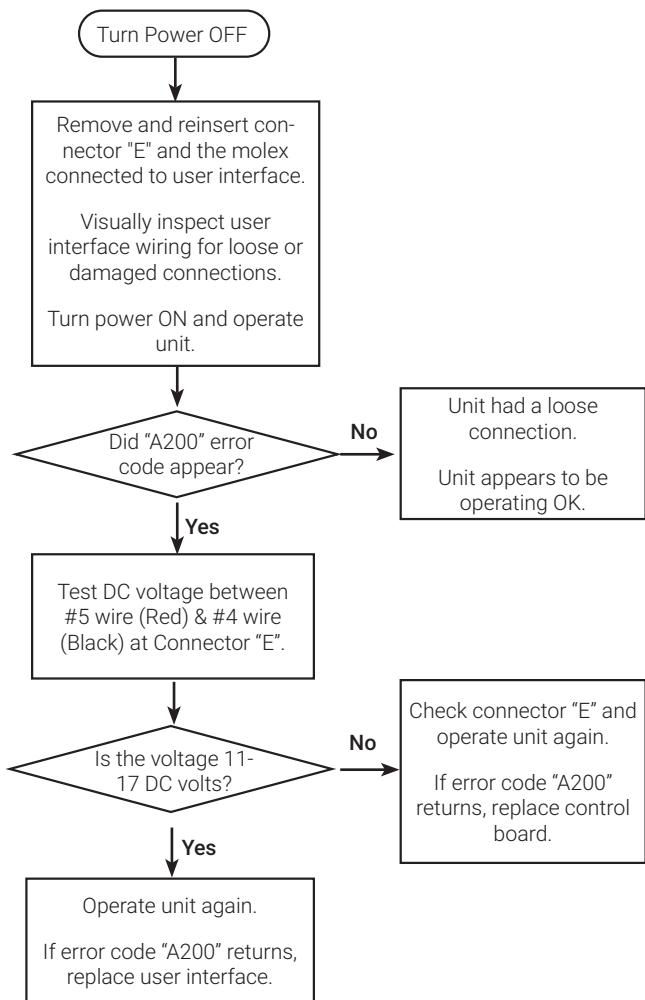 Turn Power OFF
Remove and reinsert con-
nector "E" and the molex
connected to user interface.
Visually inspect user
interface wiring for loose or
damaged connections.
Turn power ON and operate
unit.
Did “A200” error
code appear?
No
Unit had a loose
connection.
Unit appears to be
operating OK.
Yes
Test DC voltage between
#5 wire (Red) & #4 wire
(Black) at Connector “E”.
Is the voltage 11-
17 DC volts?
No
Check connector “E” and
operate unit again.
If error code “A200”
returns, replace control
board.
Yes
Operate unit again.
If error code “A200” returns,
replace user interface.